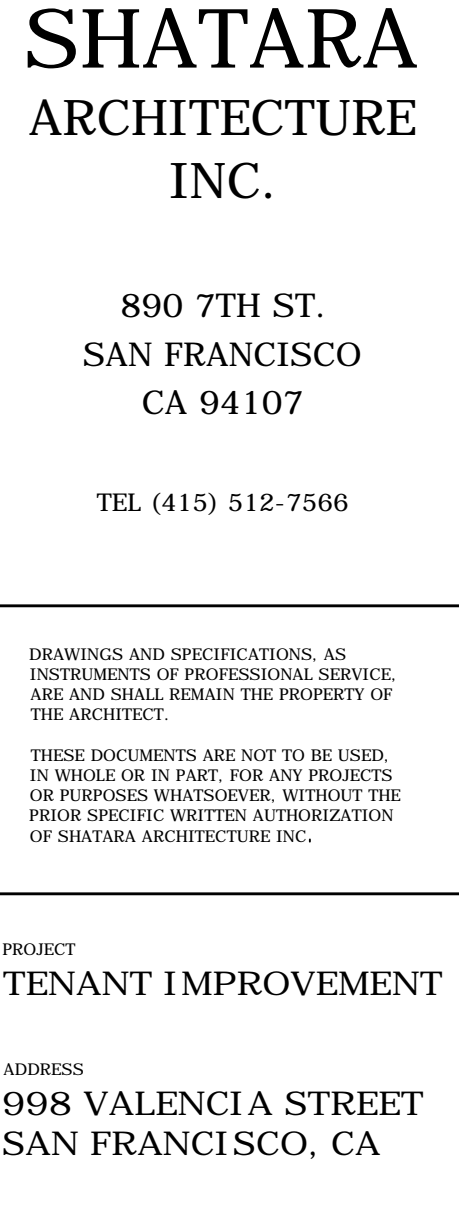 SHATARA
ARCHITECTURE
INC.
890 7TH ST.
SAN FRANCISCO
CA 94107
TEL (415) 512-7566
DRAWINGS AND SPECIFICATIONS, AS
INSTRUMENTS OF PROFESSIONAL SERVICE,
ARE AND SHALL REMAIN THE PROPERTY OF
THE ARCHITECT.
THESE DOCUMENTS ARE NOT TO BE USED,
IN WHOLE OR IN PART, FOR ANY PROJECTS
OR PURPOSES WHATSOEVER, WITHOUT THE
PRIOR SPECIFIC WRITTEN AUTHORIZATION
OF SHATARA ARCHITECTURE INC.
PROJECT
TENANT IMPROVEMENT
ADDRESS
998 VALENCIA STREET
SAN FRANCISCO, CA